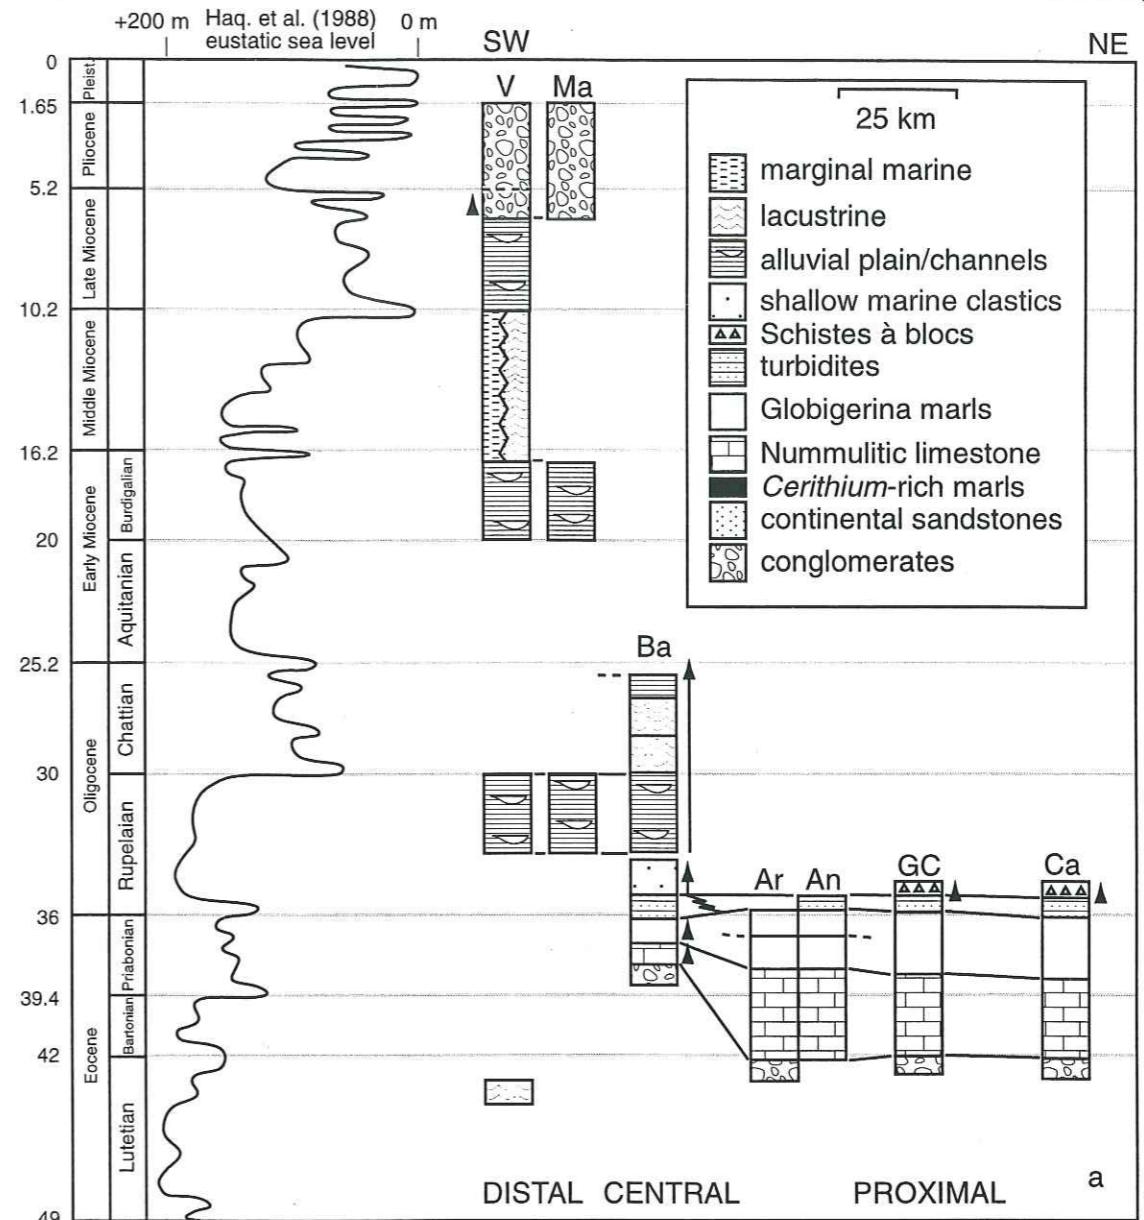 +200 m Haq. et al. (1988) 0 m
eustatic sea level
SW
NE
0
Pleist.
V Ma
1.65
Pliocene
5.2
Late Miocene
10.2
Middle Miocene
16.2
Early Miocene
Burdigalian
20
Aquitanian
25.2
Ba
Oligocene
Chattian
30
Rupelaian
Ar An GC Ca
36
Priabonian
39.4
Bartonian
Eocene
42
Lutetian
49
25 km
marginal marine
lacustrine
alluvial plain/channels
shallow marine clastics
Schistes à blocs
turbidites
Globigerina marls
Nummulitic limestone
Cerithium-rich marls
continental sandstones
conglomerates
DISTAL CENTRAL PROXIMAL
a